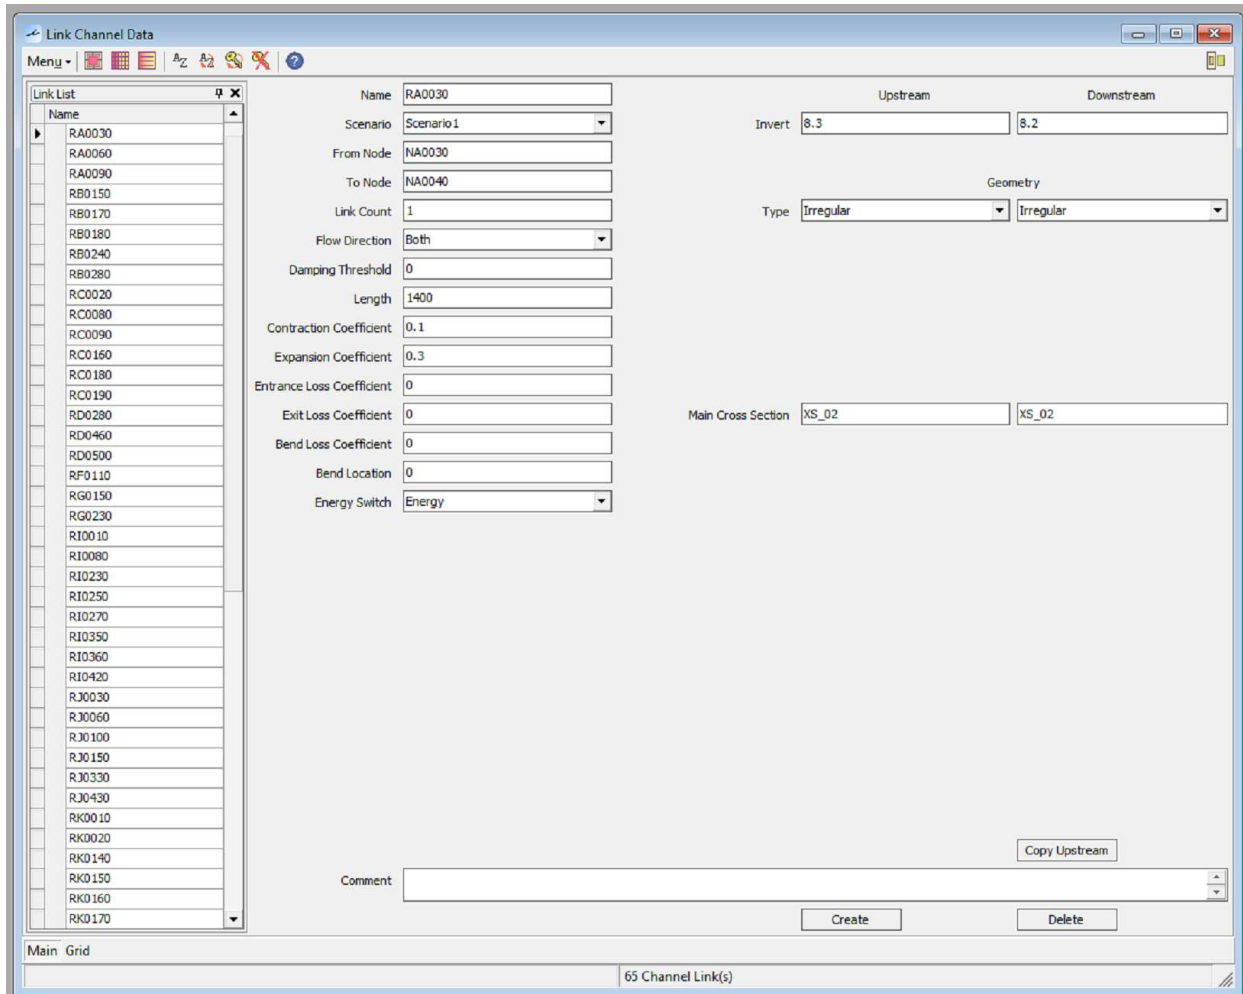 Link Channel Data
Menu
Link List
Name
RA0030
RA0060
RA0090
RB0150
RB0170
RB0180
RB0240
RB0280
RC0020
RC0080
RC0090
RC0160
RC0180
RC0190
RD0280
RD0460
RD0500
RF0110
RG0150
RG0230
RI0010
RI0080
RI0230
RI0250
RI0270
RI0350
RI0360
RI0420
RJ0030
RJ0060
RJ0100
RJ0150
RJ0330
RJ0430
RK0010
RK0020
RK0140
RK0150
RK0160
RK0170
Name RA0030
Scenario Scenario1
From Node NA0030
To Node NA0040
Link Count 1
Flow Direction Both
Damping Threshold 0
Length 1400
Contraction Coefficient 0.1
Expansion Coefficient 0.3
Entrance Loss Coefficient 0
Exit Loss Coefficient 0
Bend Loss Coefficient 0
Bend Location 0
Energy Switch Energy
Upstream Downstream
Invert 8.3 8.2
Geometry
Type Irregular Irregular
Main Cross Section XS_02 XS_02
Copy Upstream
Comment
Create Delete
Main Grid
65 Channel Link(s)